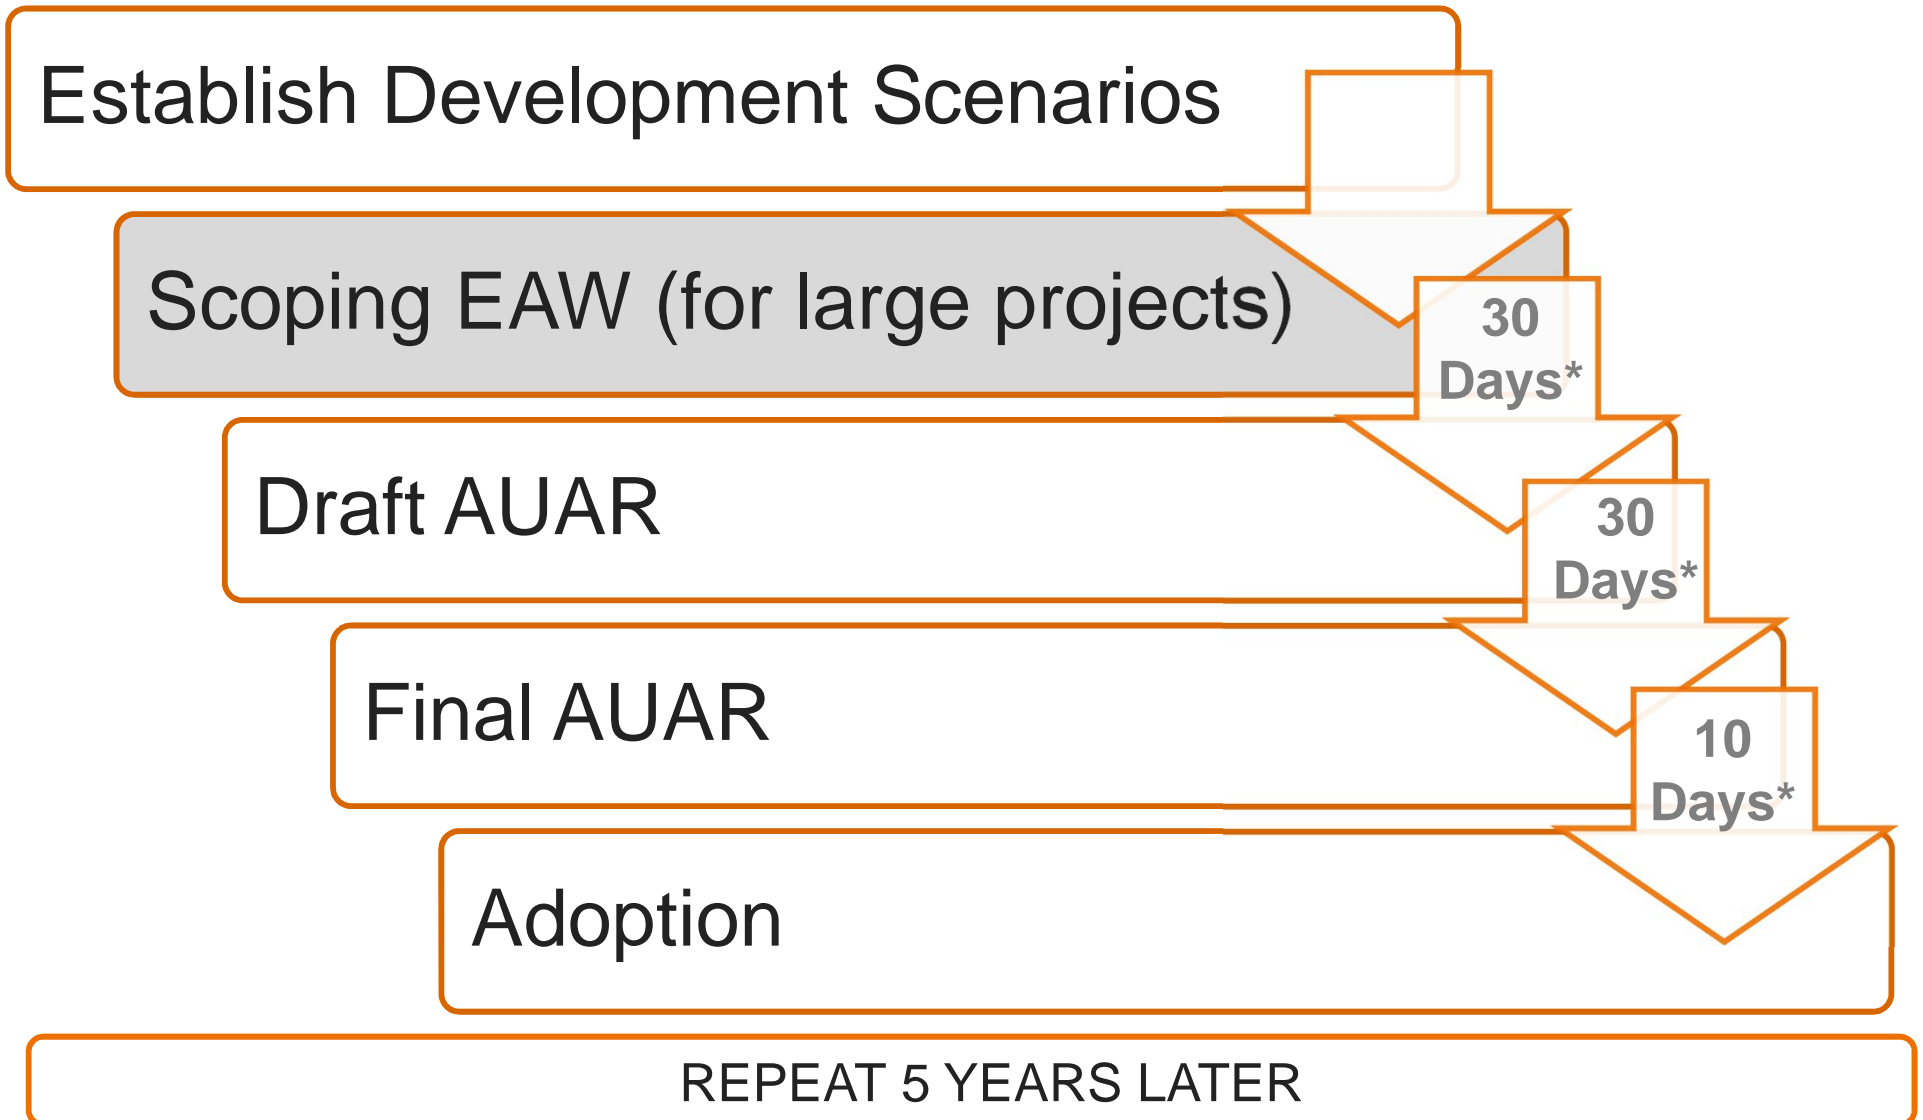 Establish Development Scenarios
Scoping EAW (for large projects)
30
Days*
Draft AUAR
30
Days*
Final AUAR
10
Days*
Adoption
REPEAT 5 YEARS LATER